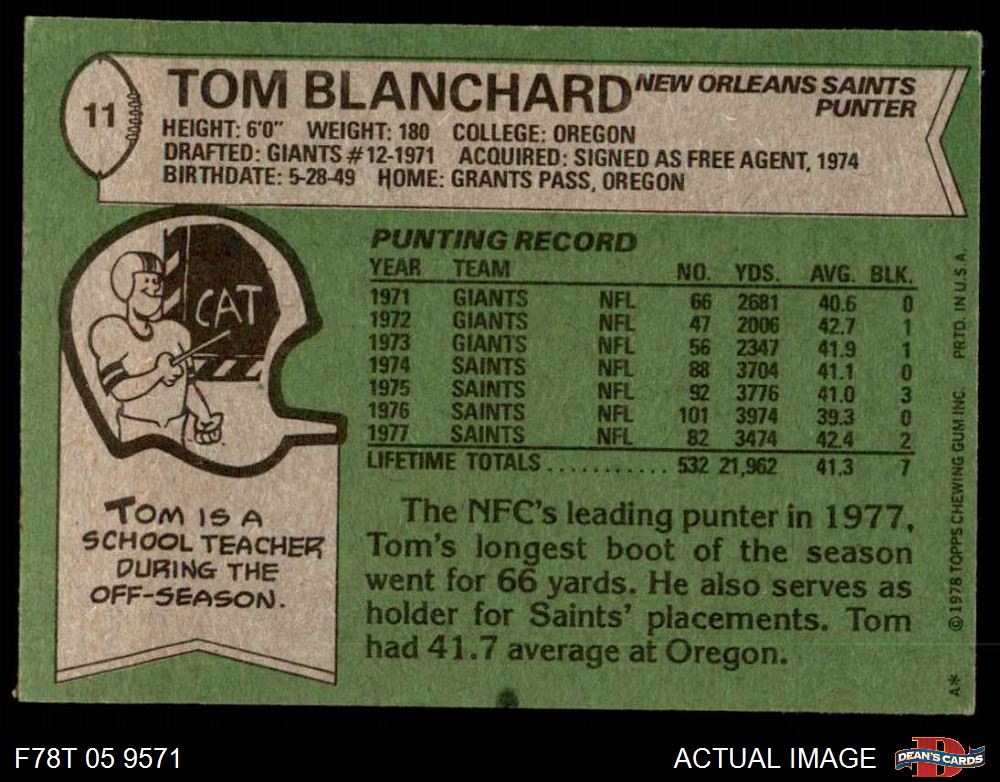 11
TOM BLANCHARD
NEW ORLEANS SAINTS
PUNTER
HEIGHT: 6'0" WEIGHT: 180 COLLEGE: OREGON
DRAFTED: GIANTS #12-1971 ACQUIRED: SIGNED AS FREE AGENT, 1974
BIRTHDATE: 5-28-49 HOME: GRANTS PASS, OREGON
CAT
TOM IS A
SCHOOL TEACHER
DURING THE
OFF-SEASON.
PUNTING RECORD
YEAR TEAM NO. YDS. AVG. BLK.
1971 GIANTS NFL 66 2681 40.6 0
1972 GIANTS NFL 47 2006 42.7 1
1973 GIANTS NFL 56 2347 41.9 1
1974 SAINTS NFL 88 3704 41.1 0
1975 SAINTS NFL 92 3776 41.0 3
1976 SAINTS NFL 101 3974 39.3 0
1977 SAINTS NFL 82 3474 42.4 2
LIFETIME TOTALS........... 532 21,962 41.3 7
The NFC's leading punter in 1977,
Tom's longest boot of the season
went for 66 yards. He also serves as
holder for Saints' placements. Tom
had 41.7 average at Oregon.
A* © 1978 TOPPS CHEWING GUM INC. PRTD. IN U.S.A.
F78T 05 9571
ACTUAL IMAGE
D
DEAN'S CARDS